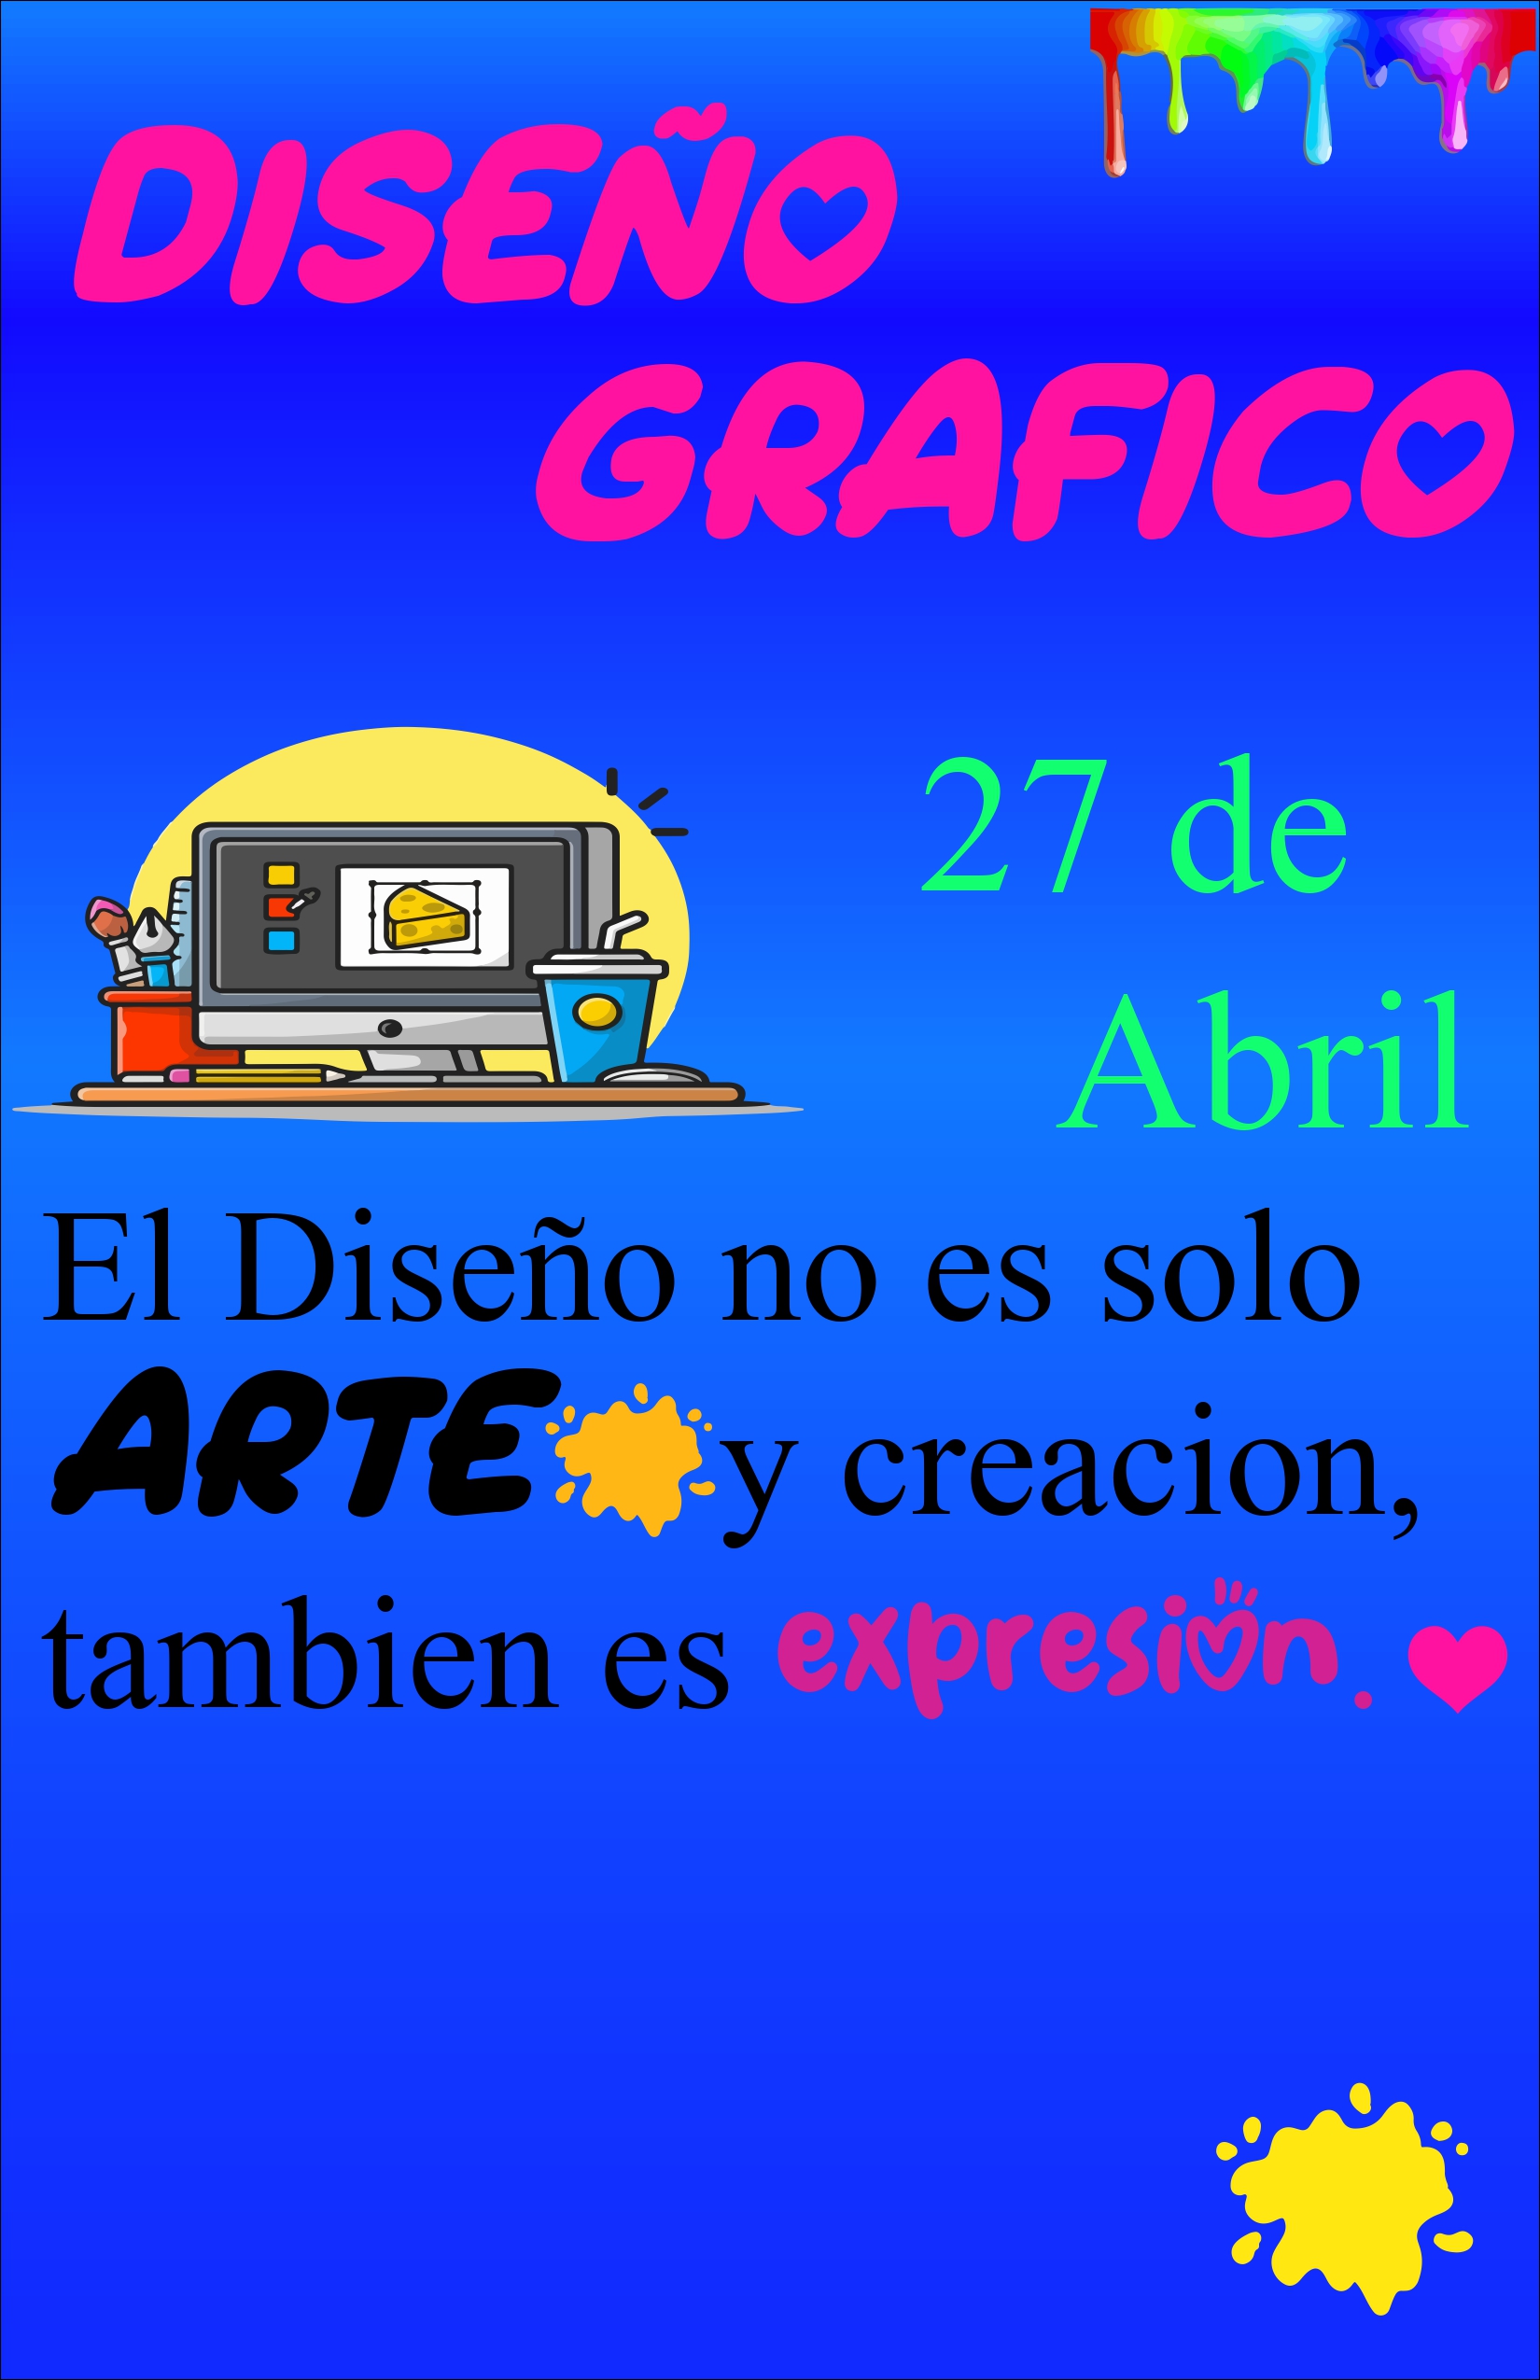 DISEÑO
GRAFICO
27 de
Abril
El Diseño no es solo
ARTE y creacion,
tambien es expresión.